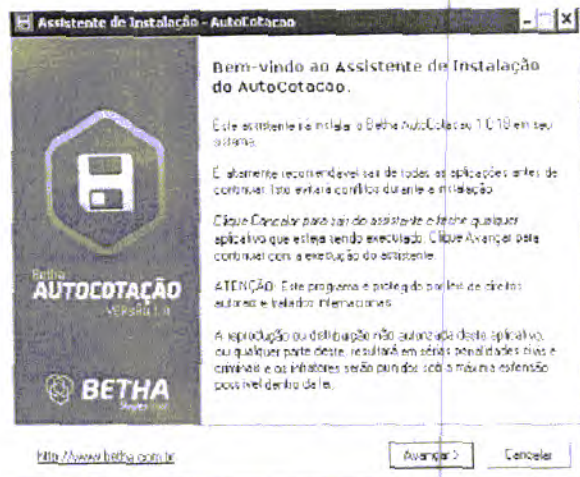 Assistente de Instalação - AutoCotacao
Bem-vindo ao Assistente de Instalação
do AutoCotacao.
Este assistente irá instalar o Betha AutoCotacao 1.0.18 em seu
sistema.
É altamente recomendável sair de todas as aplicações antes de
continuar. Isto evitará conflitos durante a instalação.
Clique Cancelar para sair do assistente e feche qualquer
aplicativo que esteja sendo executado. Clique Avançar para
continuar com a execução do assistente.
ATENÇÃO: Este programa é protegido por leis de direitos
autorais e tratados internacionais.
A reprodução ou distribuição não autorizada deste aplicativo,
ou qualquer parte deste, resultará em sérias penalidades civis e
criminais e os infratores serão punidos sob a máxima extensão
possível dentro da lei.
Betha
AUTOCOTAÇÃO
VERSÃO 1.0
BETHA
http://www.betha.com.br
Avançar >
Cancelar